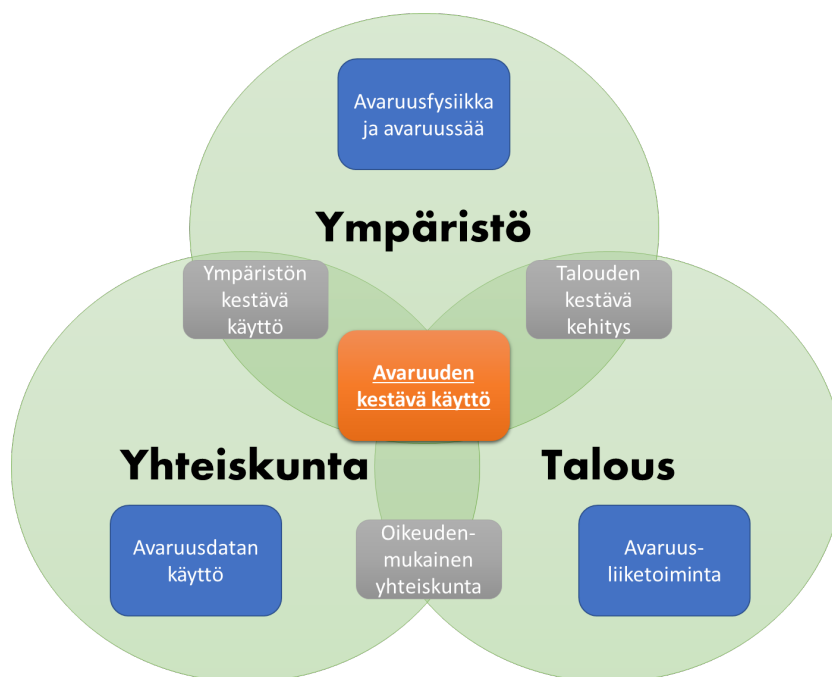 Avaruusfysiikka
ja avaruussää
Ympäristö
Ympäristön
kestävä
käyttö
Talouden
kestävä
kehitys
Avaruuden
kestävä käyttö
Yhteiskunta
Talous
Avaruusdatan
käyttö
Oikeuden-
mukainen
yhteiskunta
Avaruus-
liiketoiminta